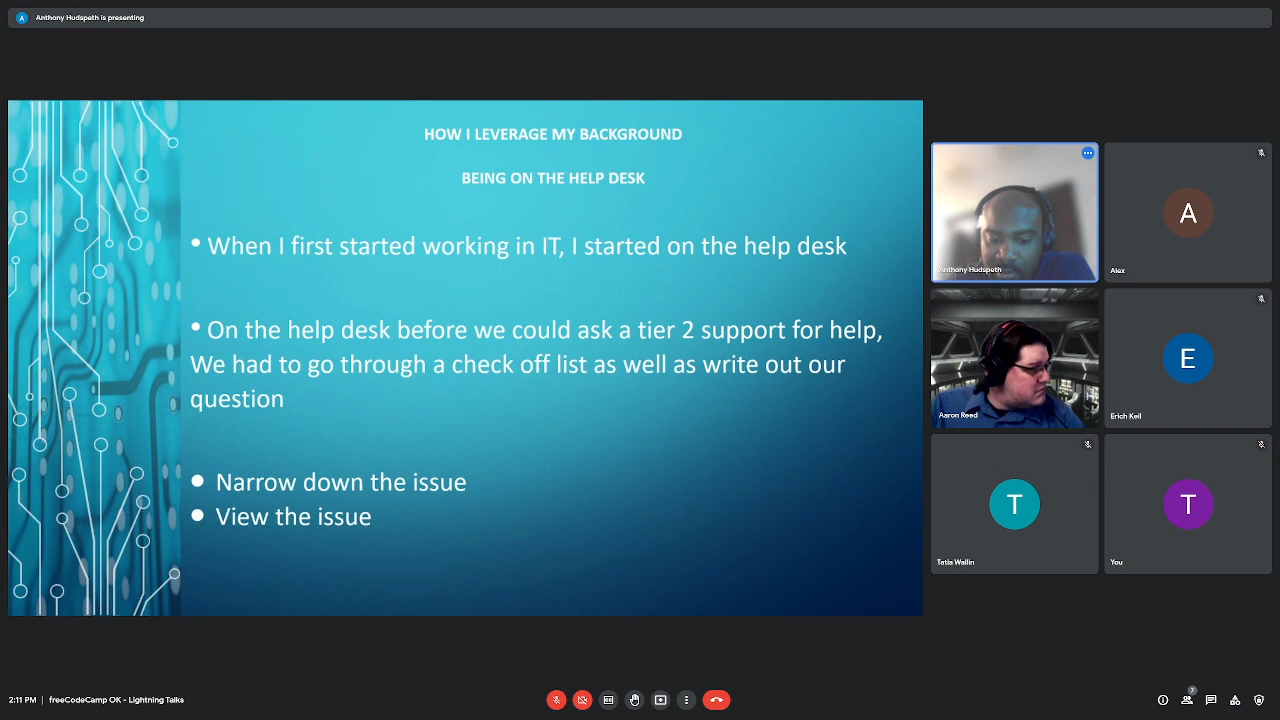 A Anthony Hudspeth is presenting
HOW I LEVERAGE MY BACKGROUND
BEING ON THE HELP DESK
• When I first started working in IT, I started on the help desk
• On the help desk before we could ask a tier 2 support for help,
We had to go through a check off list as well as write out our
question
● Narrow down the issue
● View the issue
Anthony Hudspeth
A
Alex
Aaron Reed
E
Erich Keil
T
Tatia Wallin
T
You
2:11 PM | freeCodeCamp OK - Lightning Talks
7